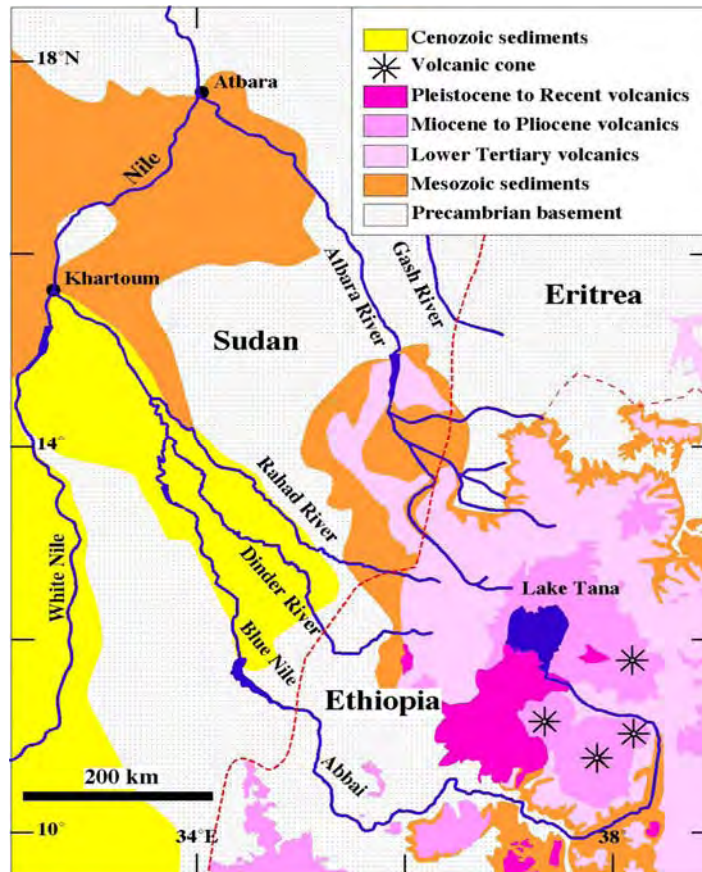 18°N
Atbara
Nile
Khartoum
Cenozoic sediments
Volcanic cone
Pleistocene to Recent volcanics
Miocene to Pliocene volcanics
Lower Tertiary volcanics
Mesozoic sediments
Precambrian basement
Gash River
Atbara River
Eritrea
Sudan
14°
Rahad River
White Nile
Dinder River
Lake Tana
Blue Nile
Ethiopia
Abbai
200 km
10°
34°E
38°